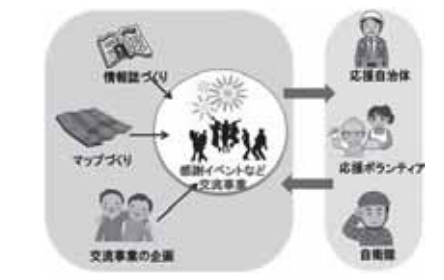 情報誌づくり
マップづくり
交流事業の企画
感謝イベントなど
交流事業
応援自治体
応援ボランティア
自衛隊